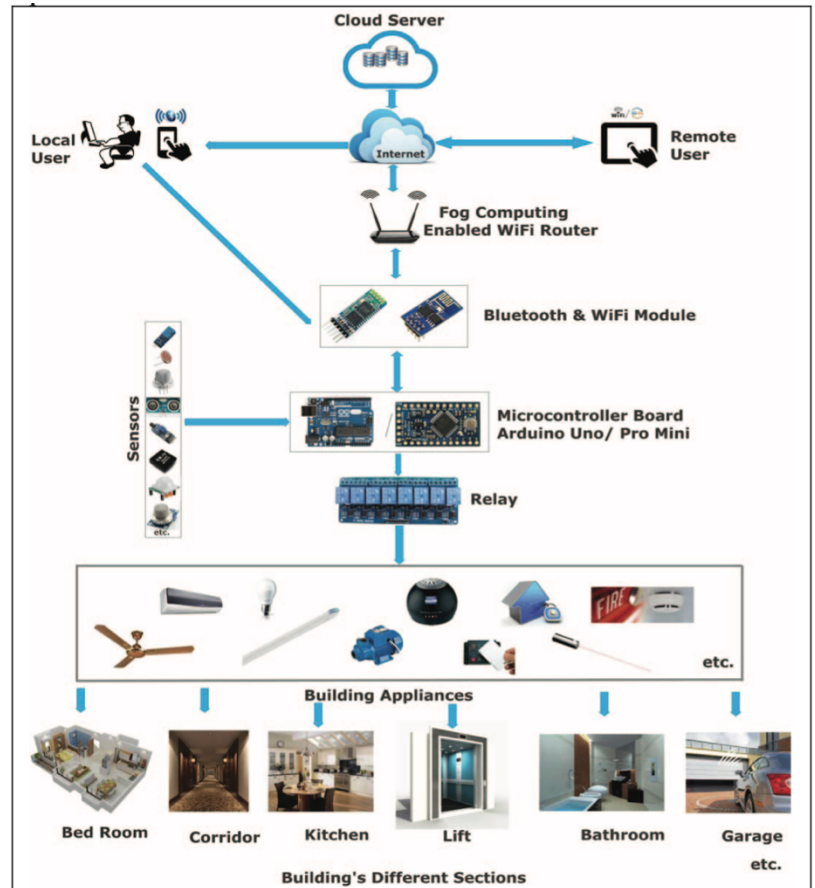 Cloud Server
Local
User
Internet
WiFi/
Remote
User
Fog Computing
Enabled WiFi Router
Bluetooth & WiFi Module
Sensors
etc.
Microcontroller Board
Arduino Uno/ Pro Mini
Relay
FIRE
etc.
Building Appliances
Bed Room
Corridor
Kitchen
Lift
Bathroom
Garage
etc.
Building's Different Sections